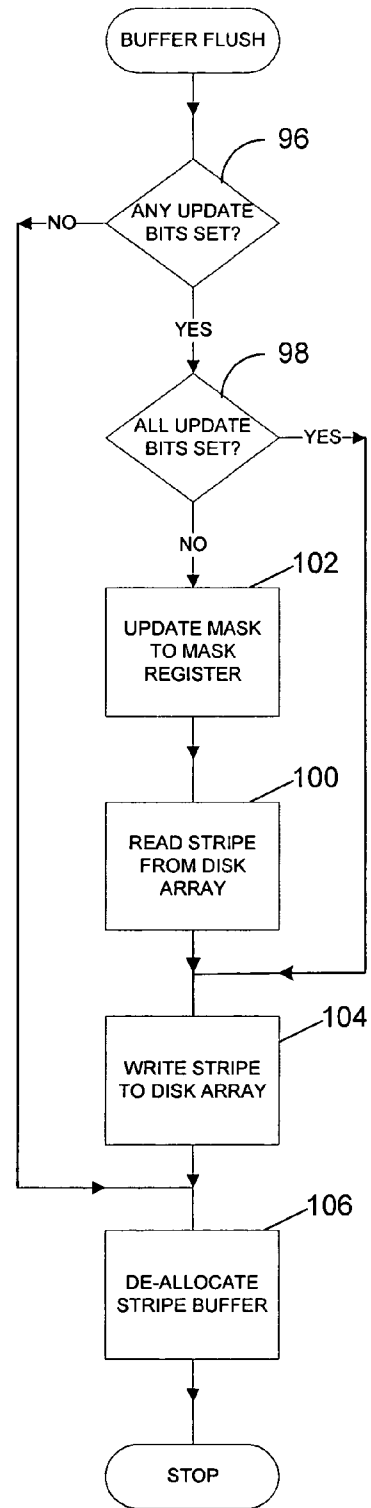 BUFFER FLUSH
96
ANY UPDATE
BITS SET?
NO
YES
98
ALL UPDATE
BITS SET?
YES
NO
102
UPDATE MASK
TO MASK
REGISTER
100
READ STRIPE
FROM DISK
ARRAY
104
WRITE STRIPE
TO DISK ARRAY
106
DE-ALLOCATE
STRIPE BUFFER
STOP